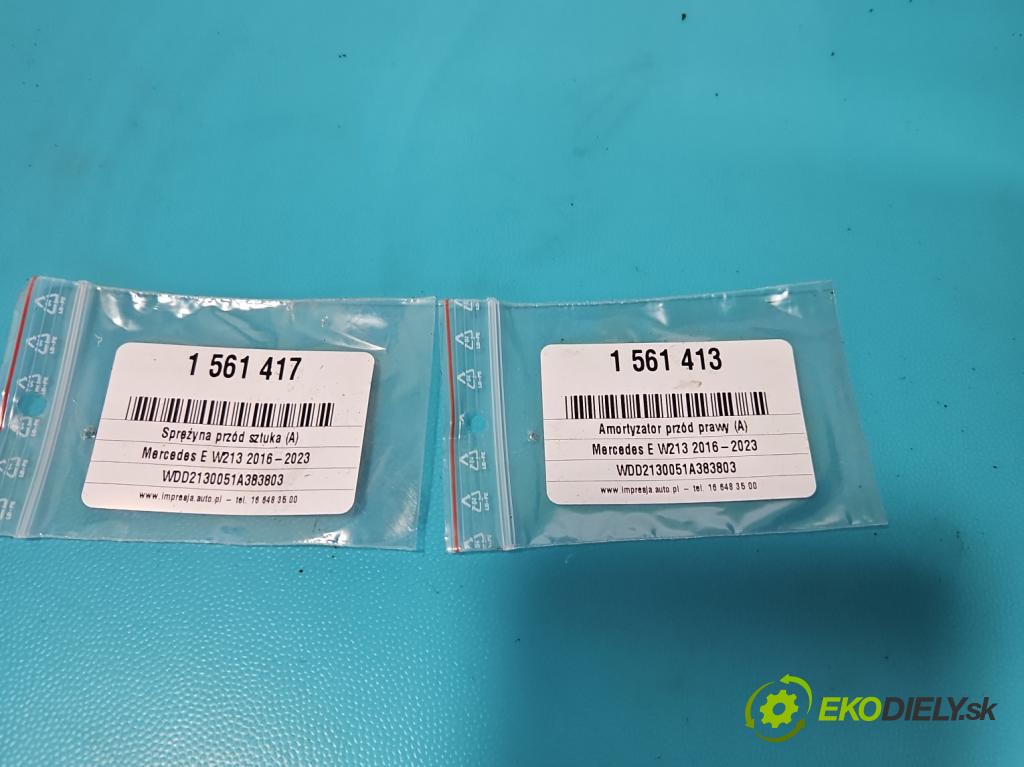 1 561 417
Sprężyna przód sztuka (A)
Mercedes E W213 2016-2023
WDD2130051A383803
www.impresja.auto.pl - tel. 16 648 35 00
1 561 413
Amortyzator przód prawy (A)
Mercedes E W213 2016-2023
WDD2130051A383803
www.impresja.auto.pl - tel. 16 648 35 00
EKODIELY.sk